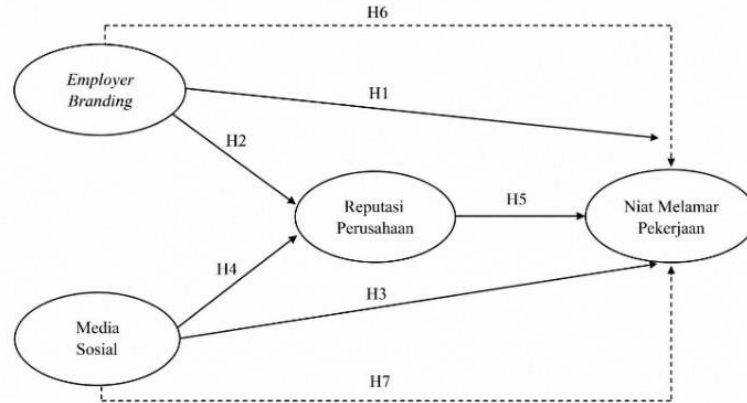 H6
Employer
Branding
H1
H2
Reputasi
Perusahaan
H5
Niat Melamar
Pekerjaan
H4
H3
Media
Sosial
H7